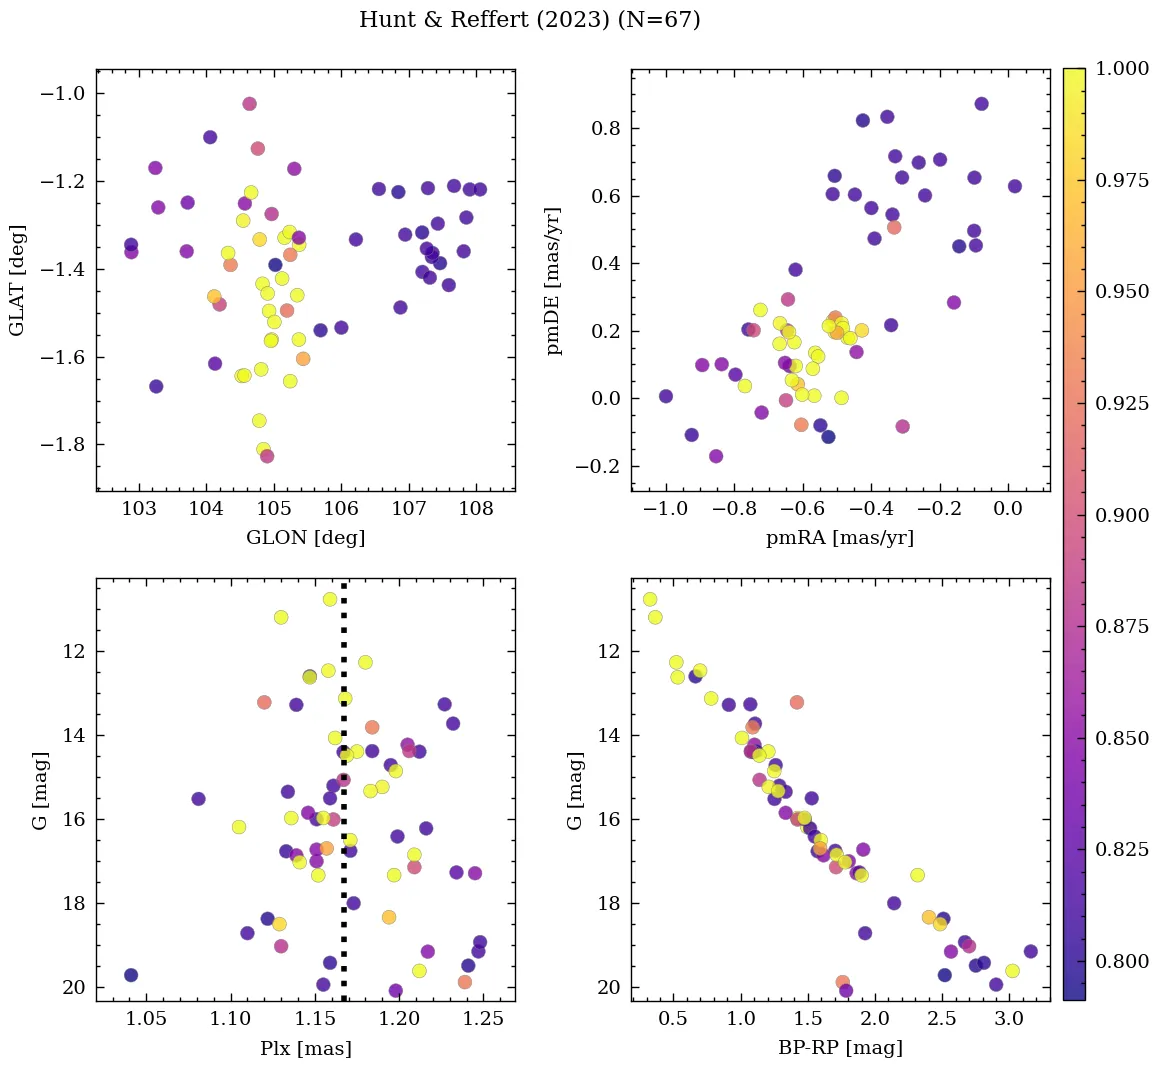 Hunt & Reffert (2023) (N=67)
−1.0
−1.2
−1.4
−1.6
−1.8
GLAT [deg]
103 104 105 106 107 108
GLON [deg]
0.8
0.6
0.4
0.2
0.0
−0.2
pmDE [mas/yr]
−1.0 −0.8 −0.6 −0.4 −0.2 0.0
pmRA [mas/yr]
12
14
16
18
20
G [mag]
1.05 1.10 1.15 1.20 1.25
Plx [mas]
12
14
16
18
20
G [mag]
0.5 1.0 1.5 2.0 2.5 3.0
BP-RP [mag]
1.000
0.975
0.950
0.925
0.900
0.875
0.850
0.825
0.800